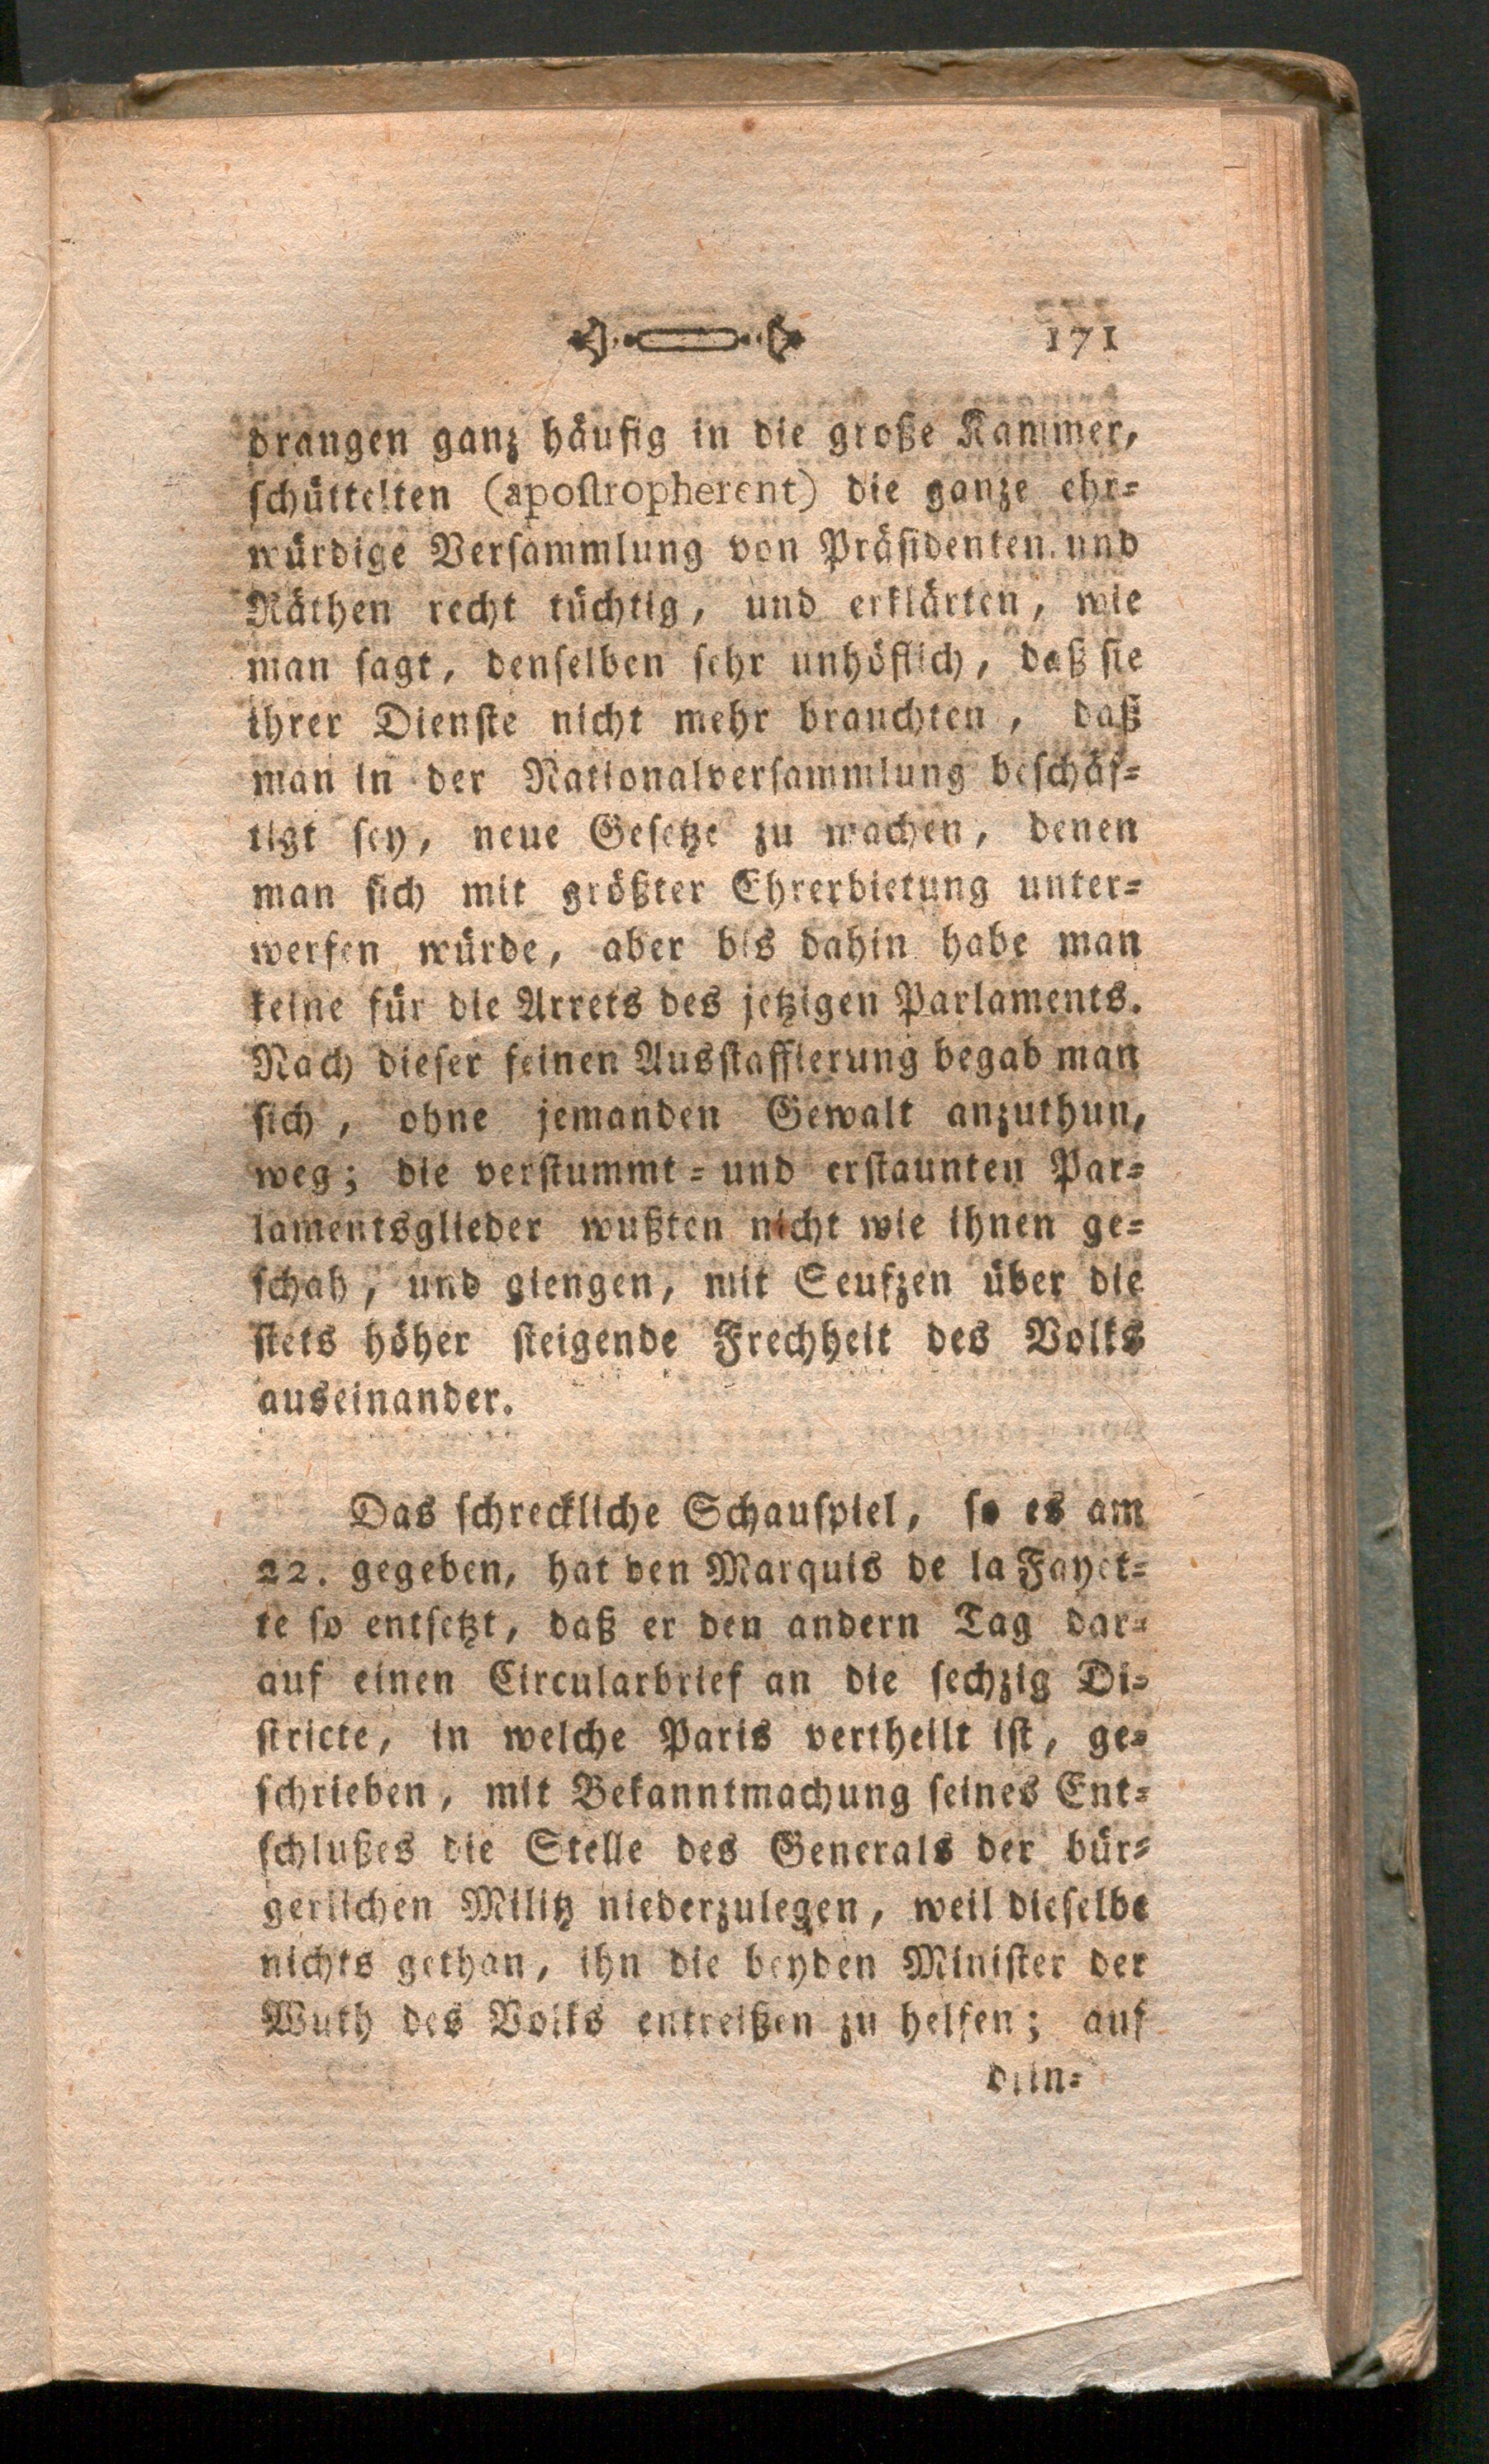 171
drangen ganz häufig in die große Kammer,
schüttelten (apostropherent) die ganze ehr-
würdige Versammlung von Präsidenten und
Räthen recht tüchtig, und erklärten, wie
man sagt, denselben sehr unhöflich, daß sie
ihrer Dienste nicht mehr brauchten, daß
man in der Nationalversammlung beschäf-
tigt sey, neue Gesetze zu machen, denen
man sich mit größter Ehrerbietung unter-
werfen würde, aber bis dahin habe man
keine für die Arrets des jetzigen Parlaments.
Nach dieser feinen Ausstaffierung begab man
sich, ohne jemanden Gewalt anzuthun,
weg; die verstummt- und erstaunten Par-
lamentsglieder wußten nicht wie ihnen ge-
schah, und giengen, mit Seufzen über die
stets höher steigende Frechheit des Volks
auseinander.
Das schreckliche Schauspiel, so es am
22. gegeben, hat den Marquis de la Fayet-
te so entsetzt, daß er den andern Tag dar-
auf einen Circularbrief an die sechzig Di-
stricte, in welche Paris vertheilt ist, ge-
schrieben, mit Bekanntmachung seines Ent-
schlußes die Stelle des Generals der bür-
gerlichen Militz niederzulegen, weil dieselbe
nichts gethan, ihn die beyden Minister der
Wuth des Volks entreißen zu helfen; auf